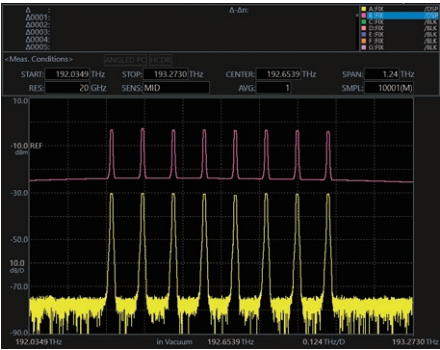 Δ : Δ-Δn:
Δ0001:
Δ0002:
Δ0003:
Δ0004:
Δ0005:
A:FIX /DSP
B:FIX /DSP
C:FIX /BLK
D:FIX /BLK
E:FIX /BLK
F:FIX /BLK
G:FIX /BLK
<Meas. Conditions> ANGLED PC HCDR
START: 192.0349 THz STOP: 193.2730 THz CENTER: 192.6539 THz SPAN: 1.24 THz
RES: 20 GHz SENS: MID AVG: 1 SMPL: 10001(M)
10.0
-10.0 REF
dBm
-30.0
-50.0
10.0
dB/D
-70.0
-90.0
192.0349 THz in Vacuum 192.6539 THz 0.124 THz/D 193.2730 THz